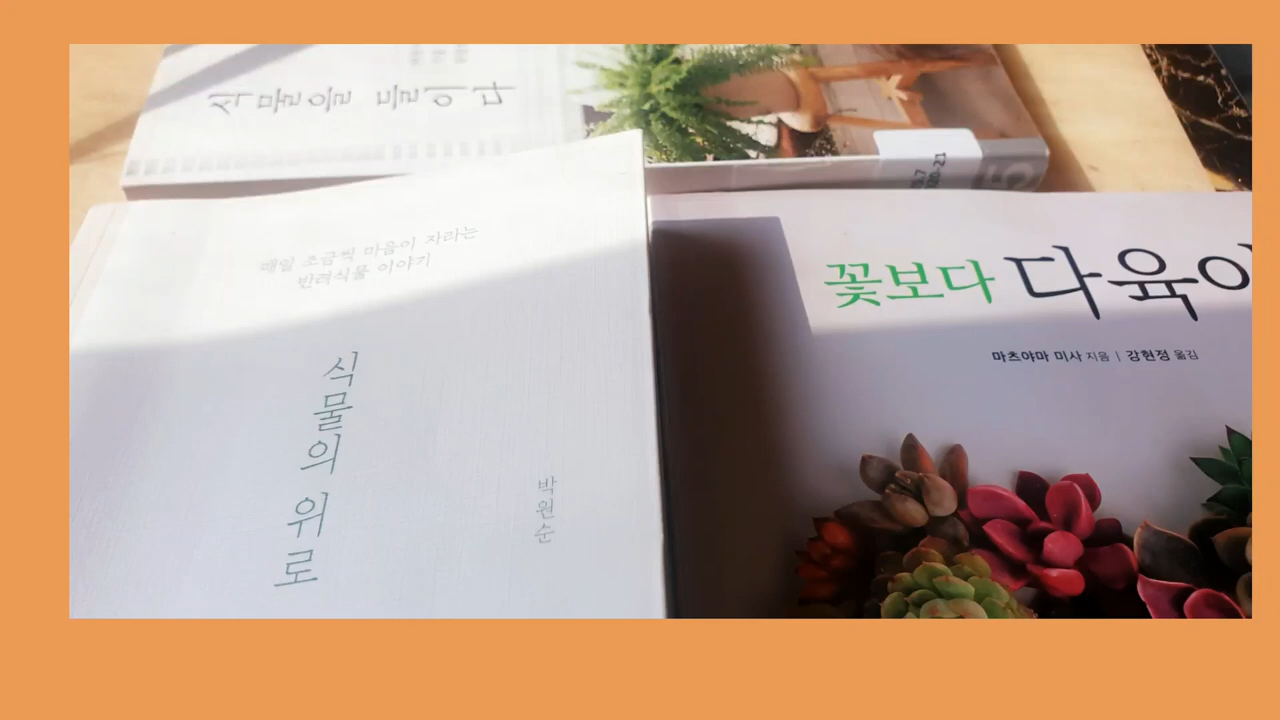 식물을 들이다
매일 조금씩 마음이 자라는
반려식물 이야기
식물의 위로
박원순
꽃보다 다육이
마츠야마 미사 지음 | 강현정 옮김